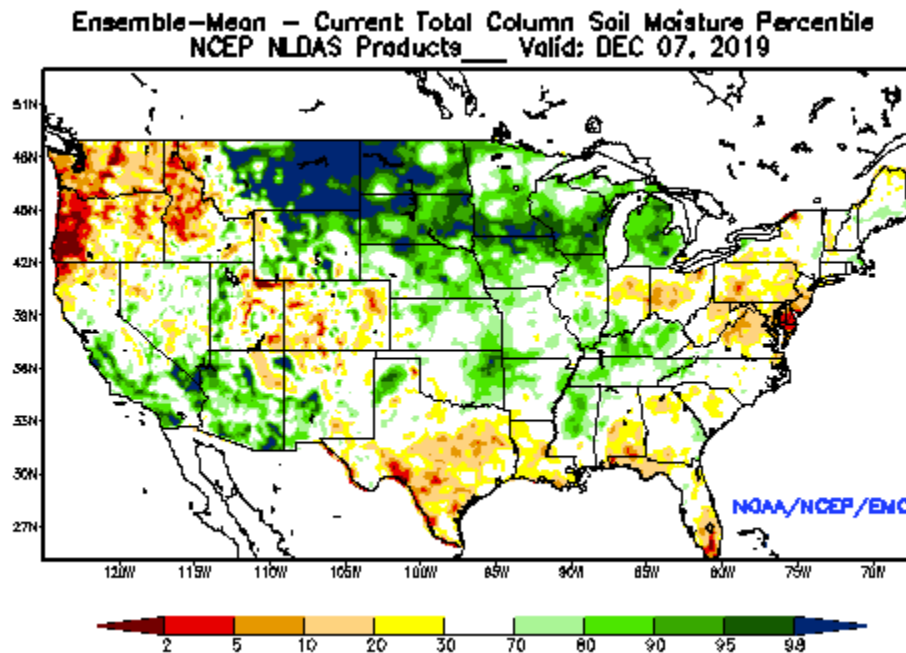 Ensemble-Mean - Current Total Column Soil Moisture Percentile
NCEP NLDAS Products___ Valid: DEC 07, 2019
51N
48N
45N
42N
39N
36N
33N
30N
27N
NOAA/NCEP/EMC
120W 115W 110W 105W 100W 95W 90W 85W 80W 75W 70W
2 5 10 20 30 70 80 90 95 98